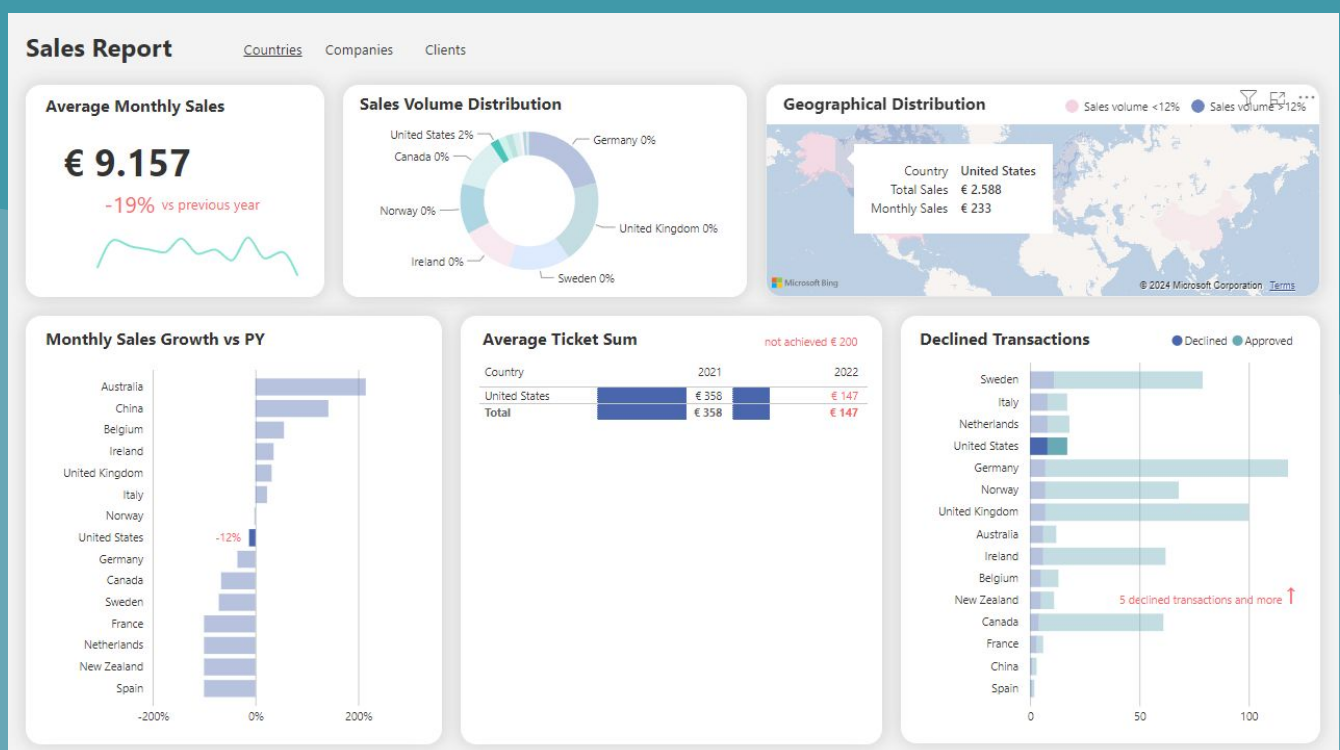 Sales Report
Countries Companies Clients
Average Monthly Sales
€ 9.157
-19% vs previous year
Sales Volume Distribution
United States 2%
Germany 0%
Canada 0%
Norway 0%
United Kingdom 0%
Ireland 0%
Sweden 0%
Geographical Distribution
Sales volume <12% Sales volume >12%
Country United States
Total Sales € 2.588
Monthly Sales € 233
Microsoft Bing
© 2024 Microsoft Corporation Terms
Monthly Sales Growth vs PY
Australia
China
Belgium
Ireland
United Kingdom
Italy
Norway
United States -12%
Germany
Canada
Sweden
France
Netherlands
New Zealand
Spain
-200% 0% 200%
Average Ticket Sum
not achieved € 200
Country 2021 2022
United States € 358 € 147
Total € 358 € 147
Declined Transactions
Declined Approved
Sweden
Italy
Netherlands
United States
Germany
Norway
United Kingdom
Australia
Ireland
Belgium
New Zealand
5 declined transactions and more ↑
Canada
France
China
Spain
0 50 100